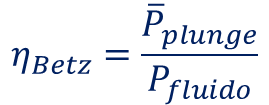 η_Betz = P̄_plunge / P_fluido